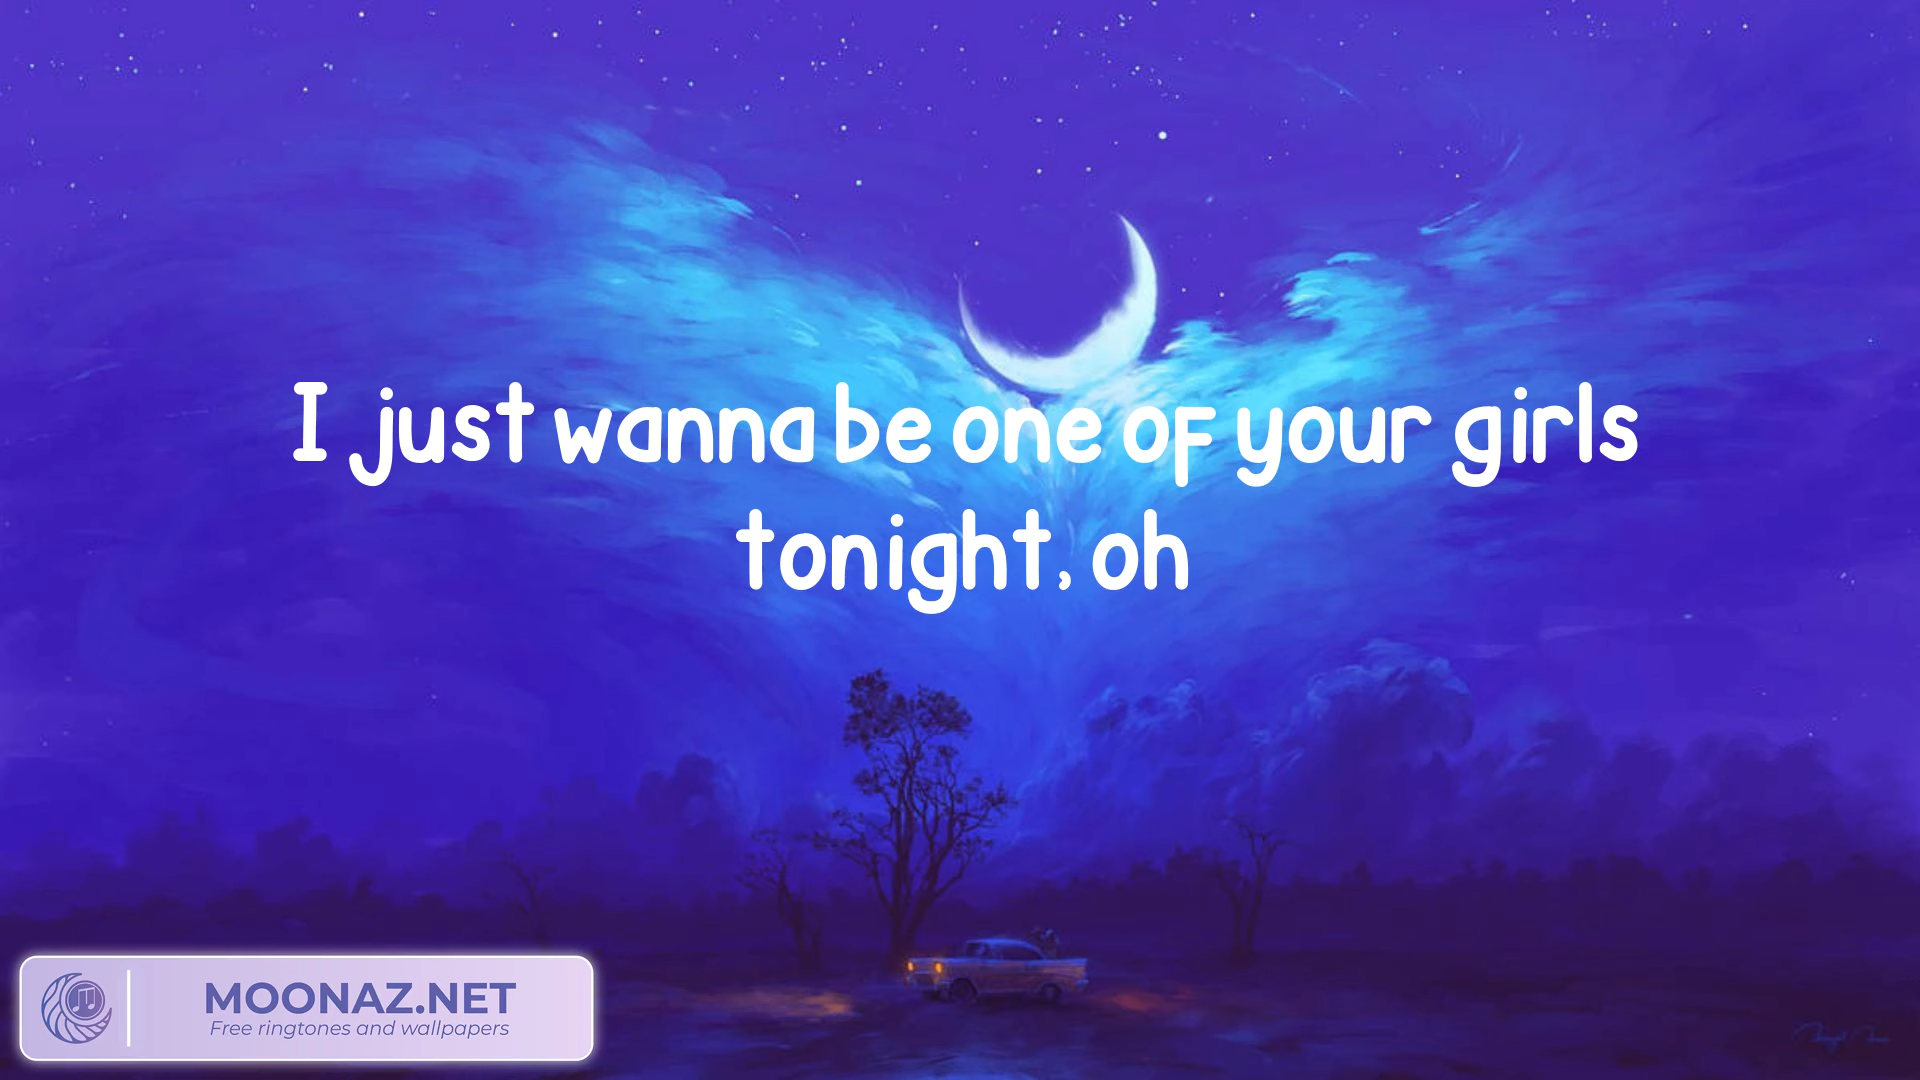 I just wanna be one of your girls
tonight, oh
MOONAZ.NET
Free ringtones and wallpapers